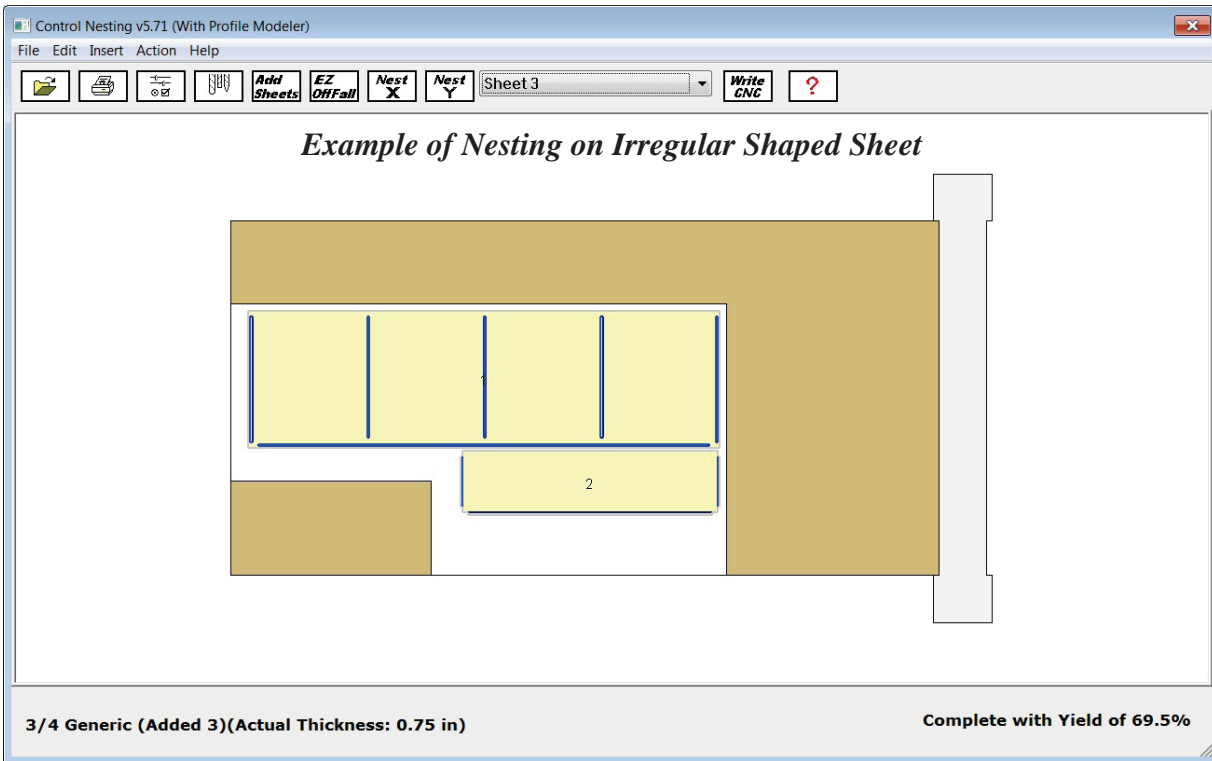 Control Nesting v5.71 (With Profile Modeler)
File Edit Insert Action Help
Add Sheets EZ OffFall Nest X Nest Y Sheet 3 Write CNC ?
Example of Nesting on Irregular Shaped Sheet
1
2
3/4 Generic (Added 3)(Actual Thickness: 0.75 in)
Complete with Yield of 69.5%